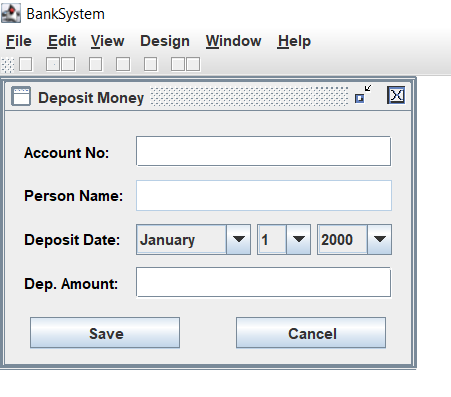 BankSystem
File Edit View Design Window Help
Deposit Money
Account No:
Person Name:
Deposit Date: January 1 2000
Dep. Amount:
Save Cancel